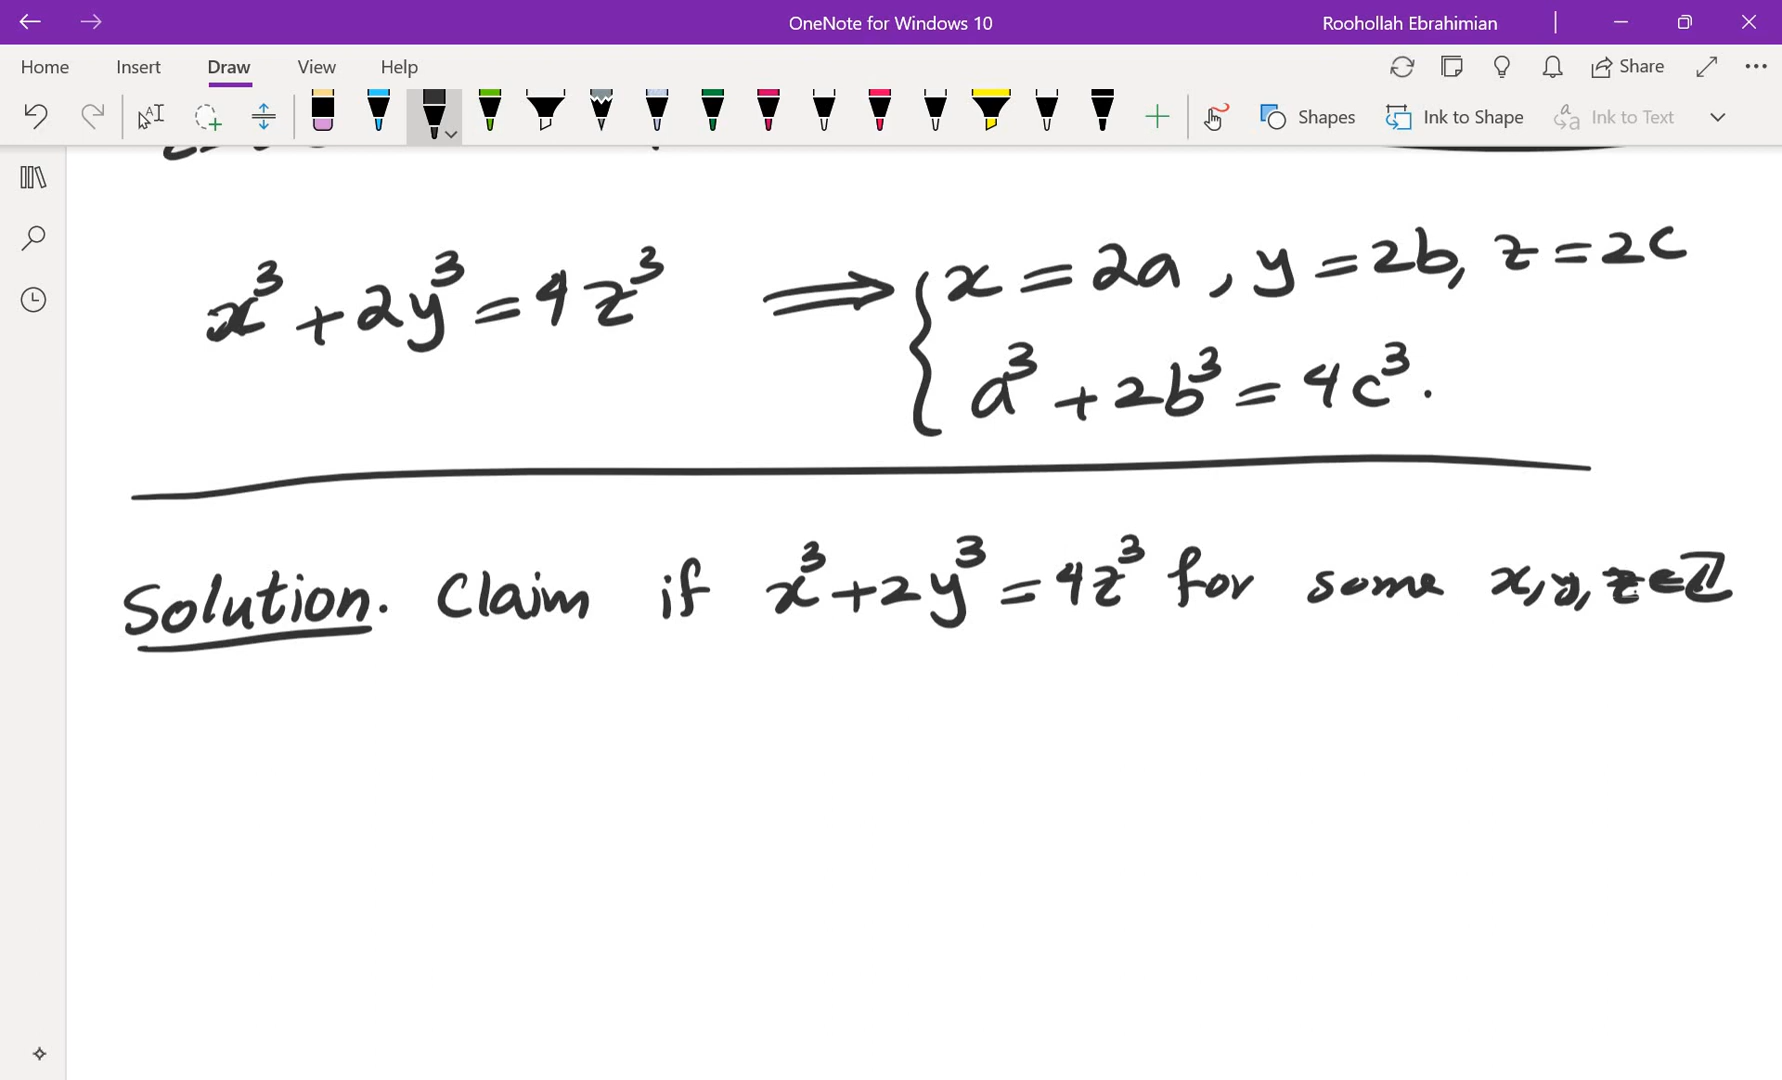 OneNote for Windows 10
Roohollah Ebrahimian
Home Insert Draw View Help
Share
Shapes Ink to Shape Ink to Text
x³ + 2y³ = 4z³ ⟹ { x = 2a, y = 2b, z = 2c
a³ + 2b³ = 4c³.
Solution. Claim if x³ + 2y³ = 4z³ for some x, y, z ∈ ℤ